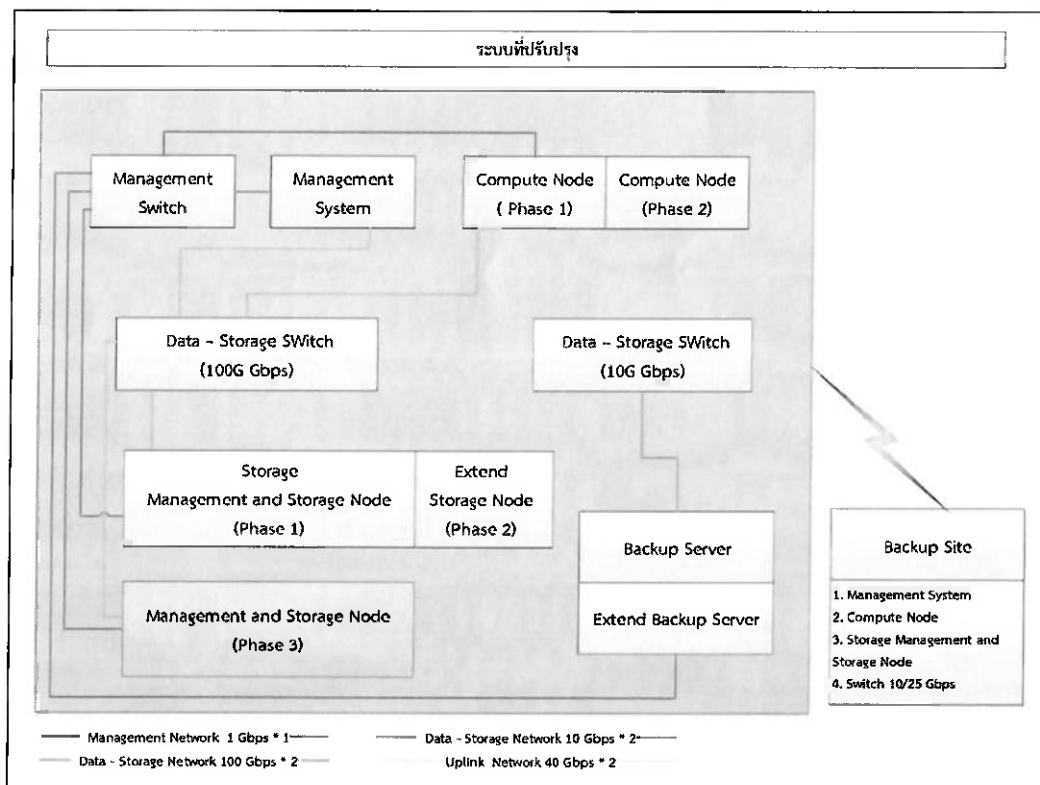 ระบบที่ปรับปรุง
Management
Switch
Management
System
Compute Node
( Phase 1)
Compute Node
(Phase 2)
Data – Storage SWitch
(100G Gbps)
Data – Storage SWitch
(10G Gbps)
Storage
Management and Storage Node
(Phase 1)
Extend
Storage Node
(Phase 2)
Backup Server
Extend Backup Server
Management and Storage Node
(Phase 3)
Backup Site
1. Management System
2. Compute Node
3. Storage Management and
Storage Node
4. Switch 10/25 Gbps
Management Network 1 Gbps * 1
Data - Storage Network 10 Gbps * 2
Data - Storage Network 100 Gbps * 2
Uplink Network 40 Gbps * 2